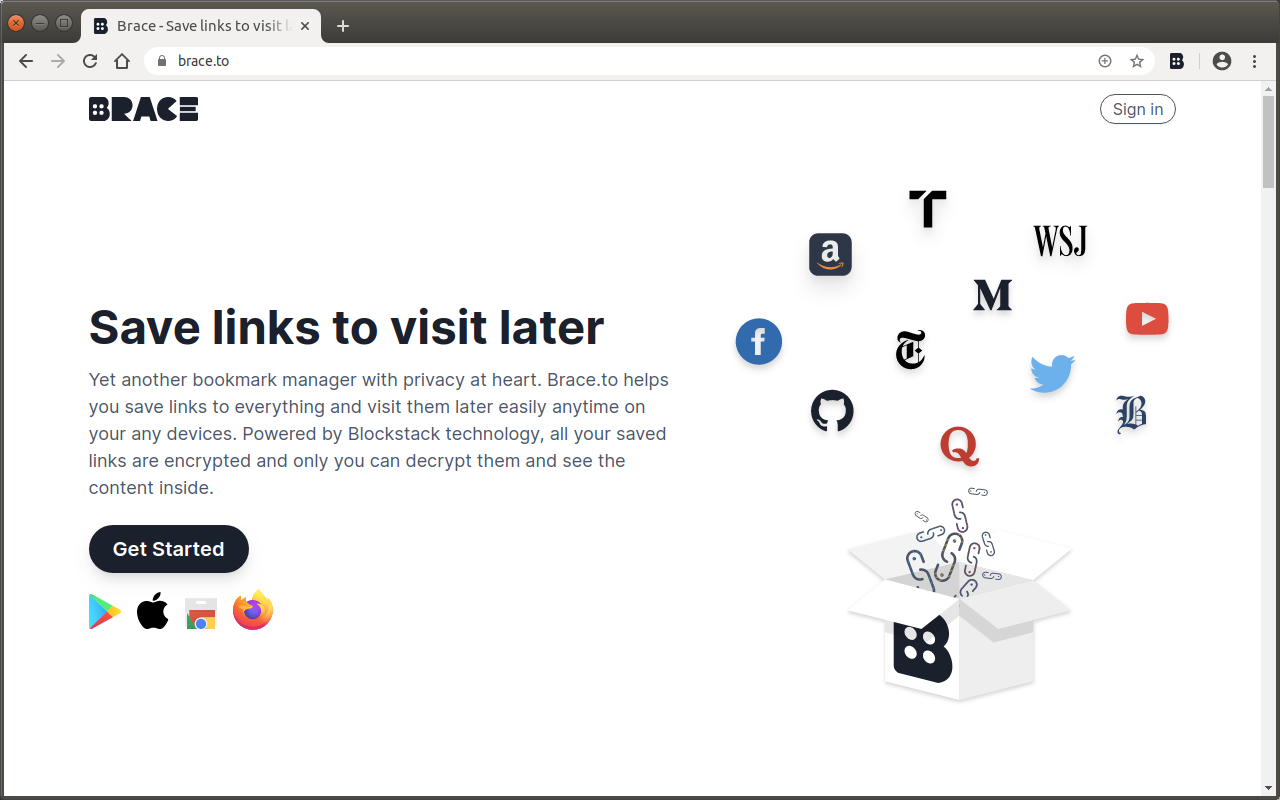 Brace - Save links to visit l
brace.to
BRACE
Sign in
T
WSJ
a
M
f
T
B
Q
Save links to visit later
Yet another bookmark manager with privacy at heart. Brace.to helps
you save links to everything and visit them later easily anytime on
your any devices. Powered by Blockstack technology, all your saved
links are encrypted and only you can decrypt them and see the
content inside.
Get Started
B